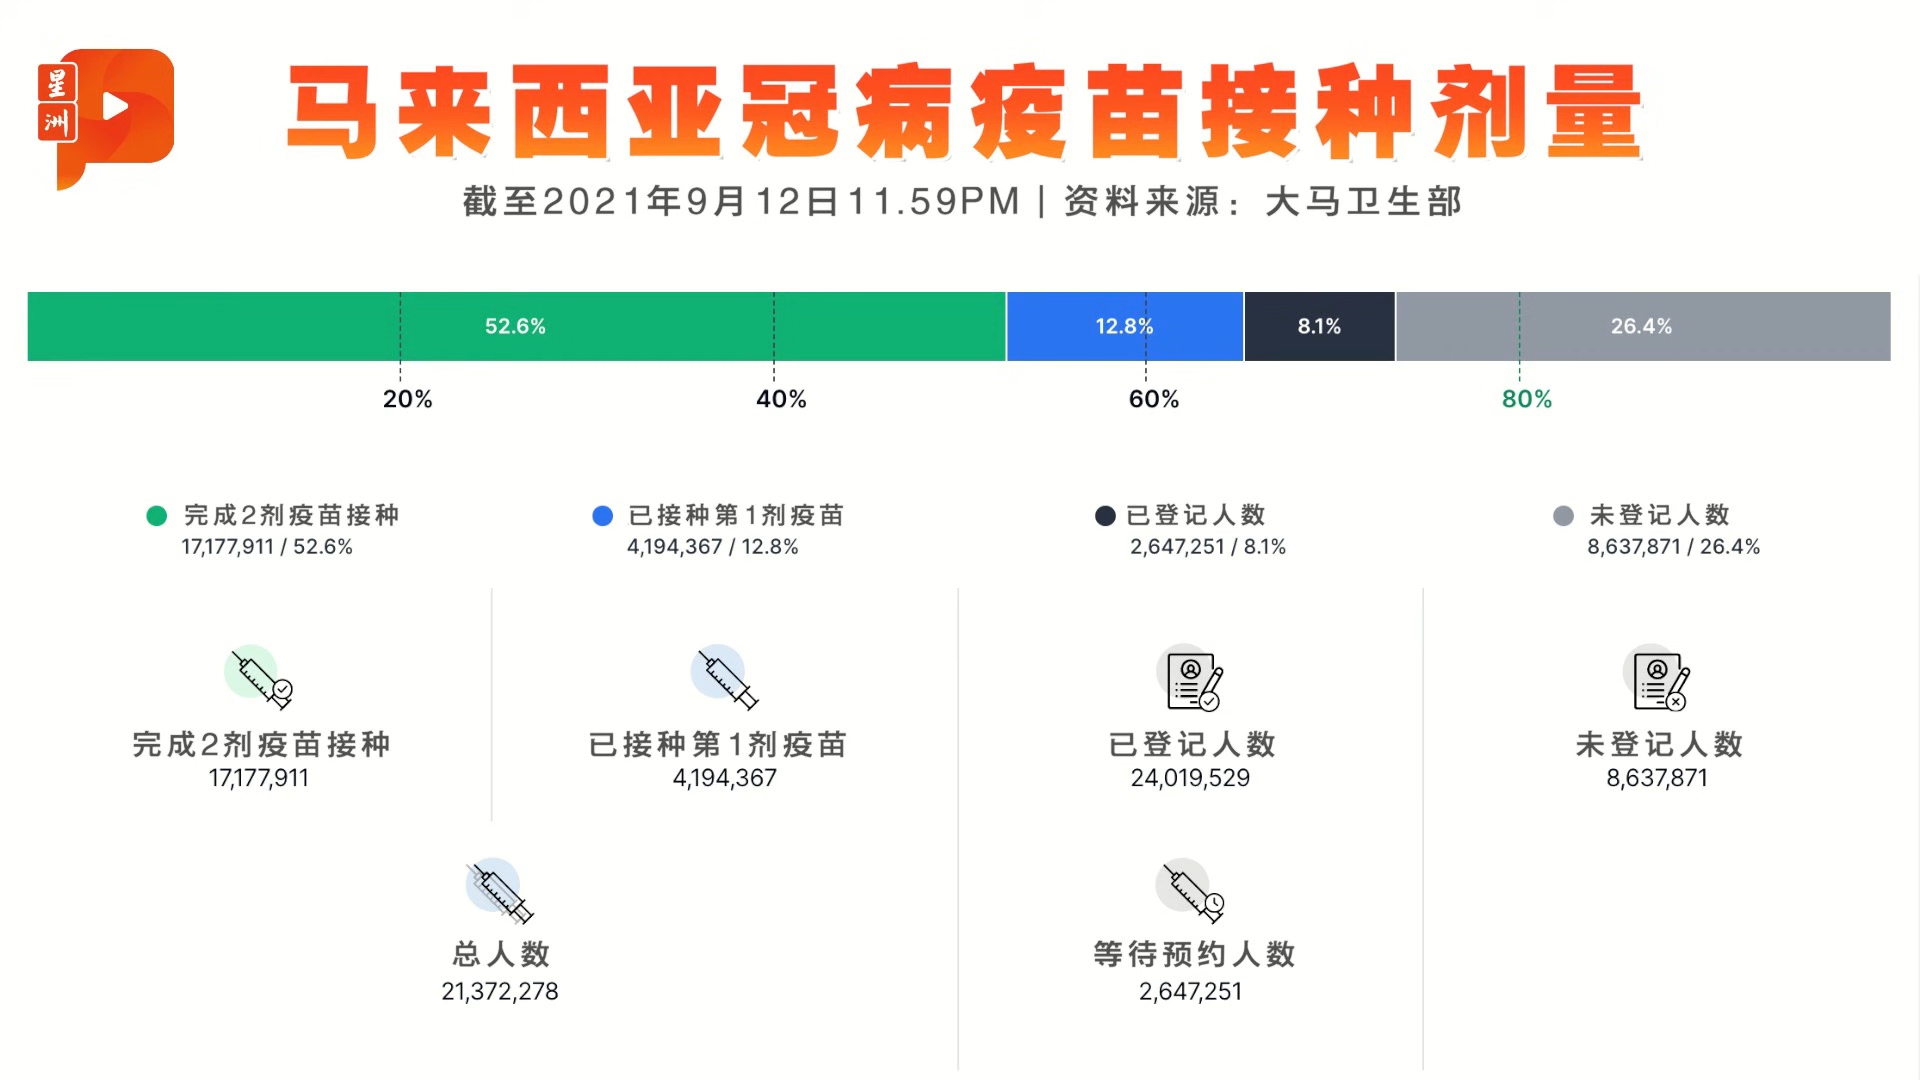 星洲
马来西亚冠病疫苗接种剂量
截至2021年9月12日11.59PM | 资料来源：大马卫生部
52.6%
12.8%
8.1%
26.4%
20%
40%
60%
80%
完成2剂疫苗接种
17,177,911 / 52.6%
已接种第1剂疫苗
4,194,367 / 12.8%
已登记人数
2,647,251 / 8.1%
未登记人数
8,637,871 / 26.4%
完成2剂疫苗接种
17,177,911
已接种第1剂疫苗
4,194,367
已登记人数
24,019,529
未登记人数
8,637,871
总人数
21,372,278
等待预约人数
2,647,251